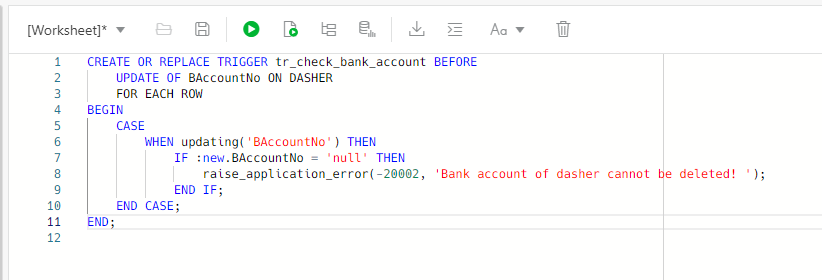 [Worksheet]*
Aa
1 CREATE OR REPLACE TRIGGER tr_check_bank_account BEFORE
2 UPDATE OF BAccountNo ON DASHER
3 FOR EACH ROW
4 BEGIN
5 CASE
6 WHEN updating('BAccountNo') THEN
7 IF :new.BAccountNo = 'null' THEN
8 raise_application_error(-20002, 'Bank account of dasher cannot be deleted! ');
9 END IF;
10 END CASE;
11 END;
12